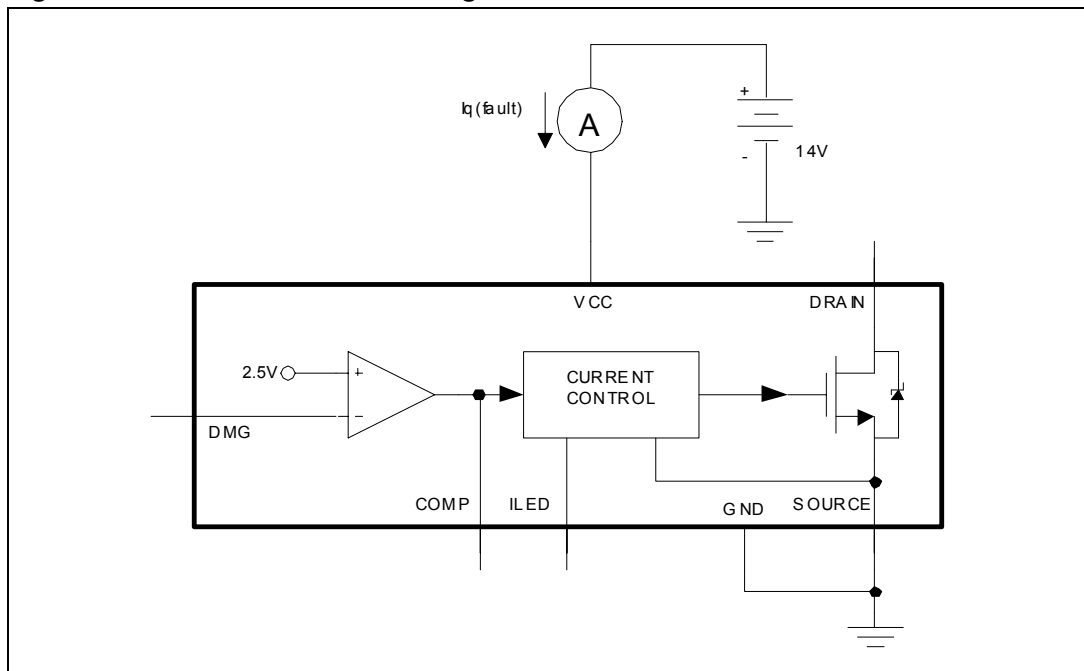 Iq(fault)
A
+
-
14V
VCC
DRAIN
2.5V
+
-
DMG
CURRENT
CONTROL
COMP
ILED
GND
SOURCE